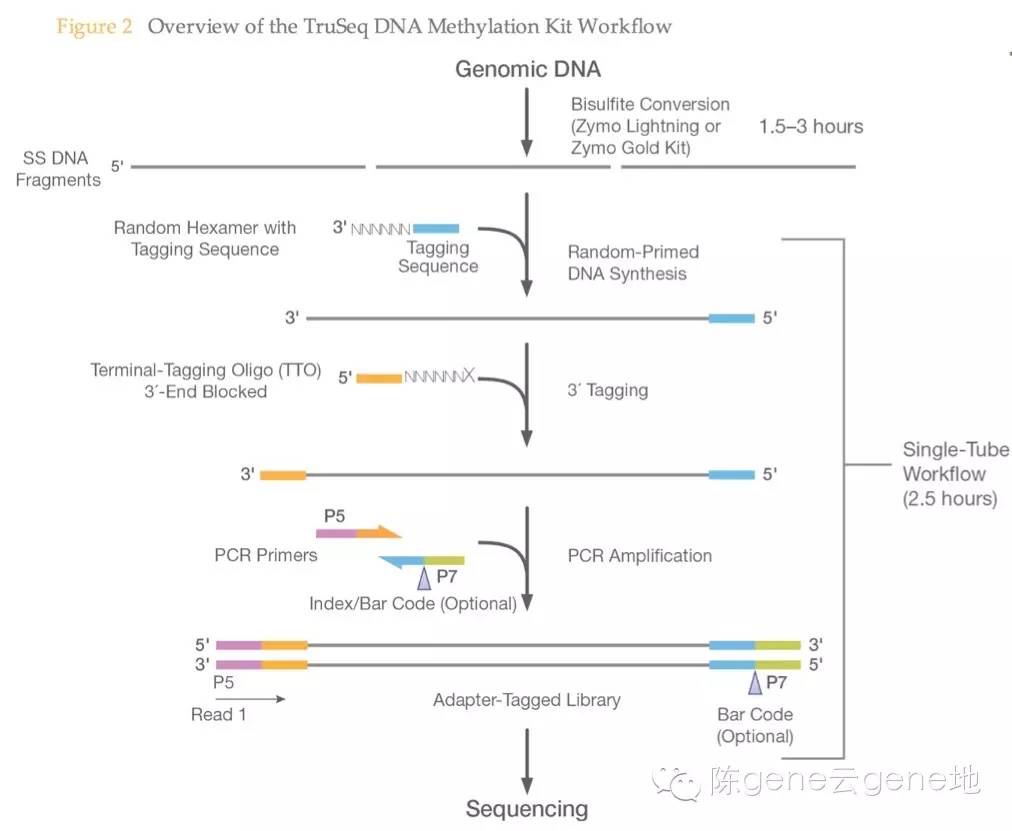 Figure 2 Overview of the TruSeq DNA Methylation Kit Workflow
Genomic DNA
Bisulfite Conversion
(Zymo Lightning or
Zymo Gold Kit)
1.5–3 hours
SS DNA
Fragments
5'
Random Hexamer with
Tagging Sequence
3' NNNNNN
Tagging
Sequence
Random-Primed
DNA Synthesis
3' 5'
Terminal-Tagging Oligo (TTO)
3´-End Blocked
5' NNNNNNX
3´ Tagging
3' 5'
Single-Tube
Workflow
(2.5 hours)
P5
PCR Primers
P7
Index/Bar Code (Optional)
PCR Amplification
5' 3'
3' 5'
P5
P7
Read 1
Adapter-Tagged Library
Bar Code
(Optional)
Sequencing
陈gene云gene地